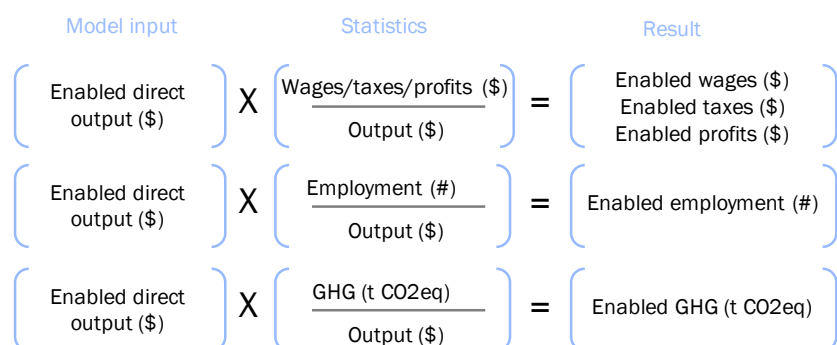 Model input
Statistics
Result
Enabled direct
output ($)
X
Wages/taxes/profits ($)
Output ($)
=
Enabled wages ($)
Enabled taxes ($)
Enabled profits ($)
Enabled direct
output ($)
X
Employment (#)
Output ($)
=
Enabled employment (#)
Enabled direct
output ($)
X
GHG (t CO2eq)
Output ($)
=
Enabled GHG (t CO2eq)